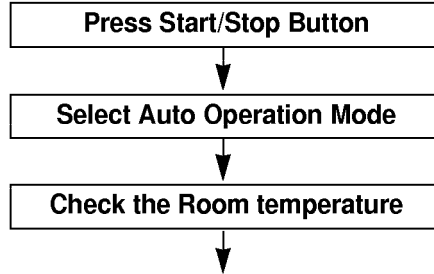 Press Start/Stop Button
Select Auto Operation Mode
Check the Room temperature